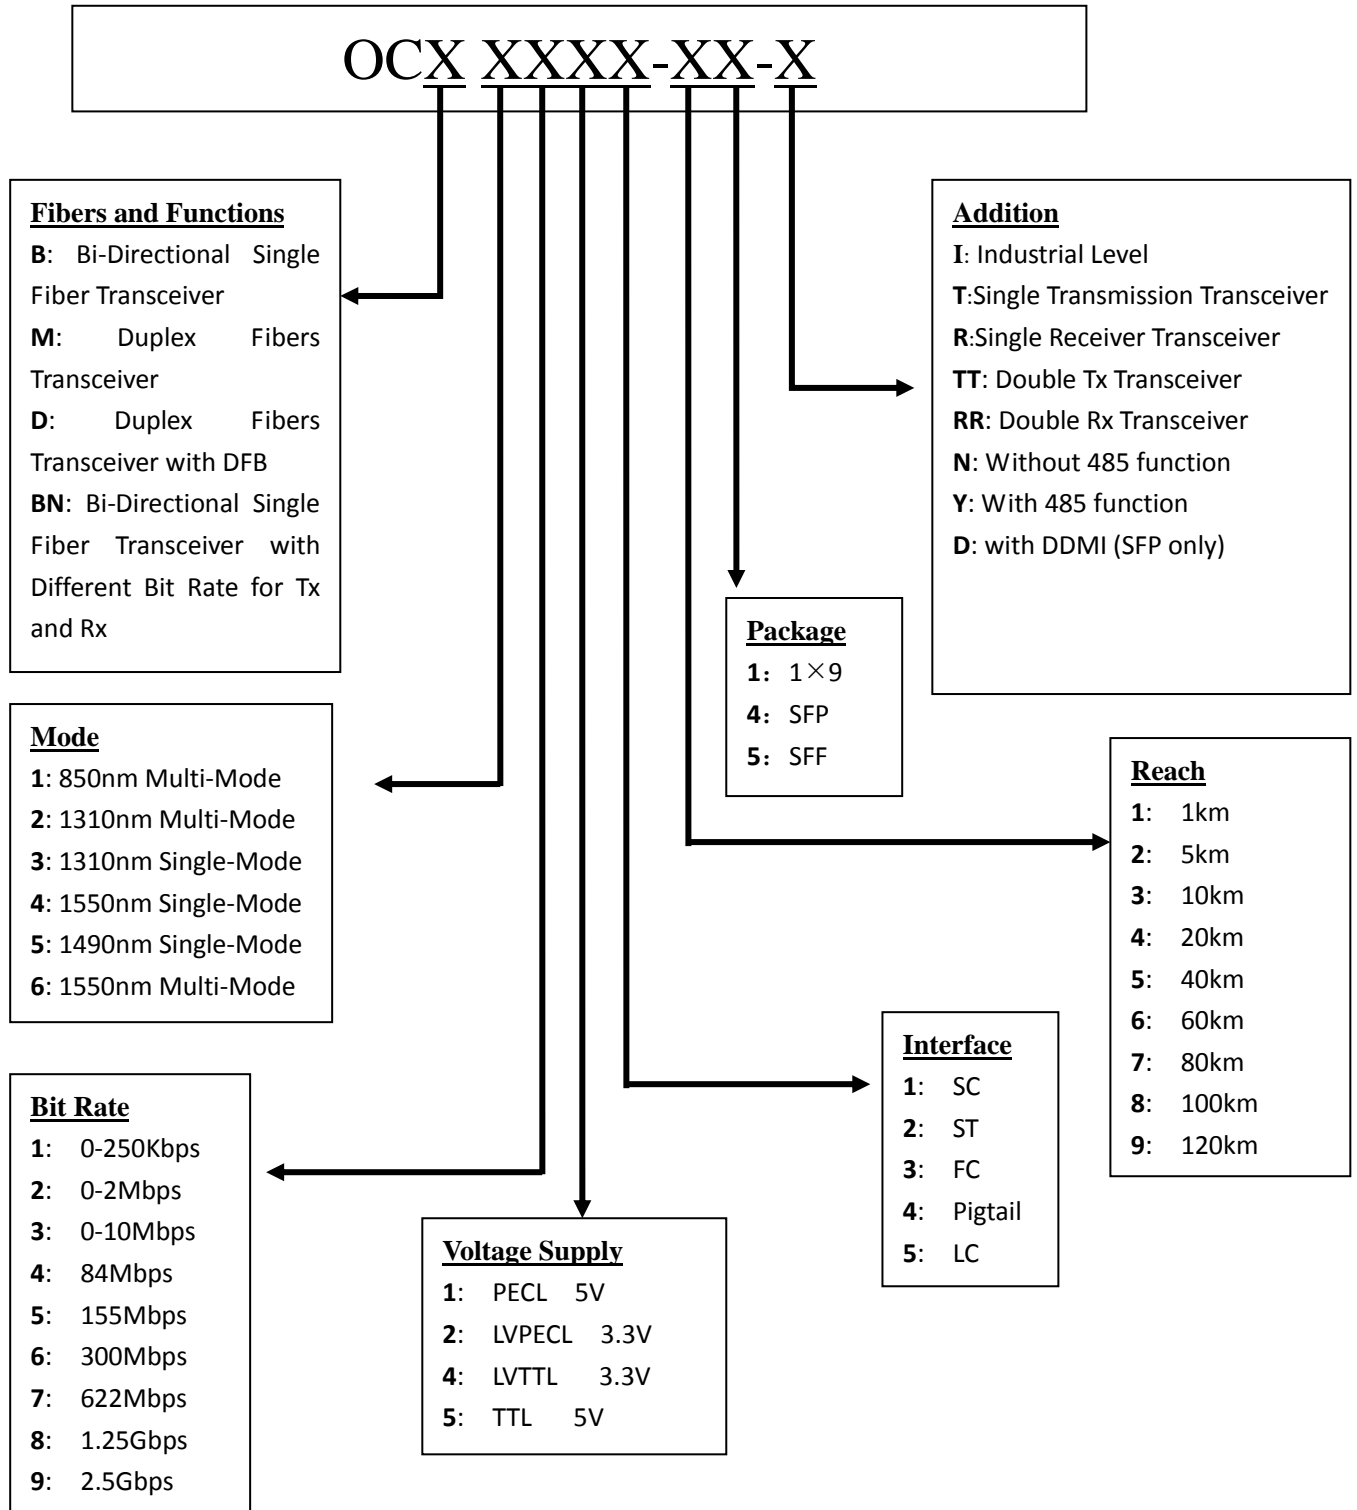 OCX XXXX-XX-X
Fibers and Functions
B: Bi-Directional Single
Fiber Transceiver
M: Duplex Fibers
Transceiver
D: Duplex Fibers
Transceiver with DFB
BN: Bi-Directional Single
Fiber Transceiver with
Different Bit Rate for Tx
and Rx
Addition
I: Industrial Level
T:Single Transmission Transceiver
R:Single Receiver Transceiver
TT: Double Tx Transceiver
RR: Double Rx Transceiver
N: Without 485 function
Y: With 485 function
D: with DDMI (SFP only)
Package
1: 1×9
4: SFP
5: SFF
Mode
1: 850nm Multi-Mode
2: 1310nm Multi-Mode
3: 1310nm Single-Mode
4: 1550nm Single-Mode
5: 1490nm Single-Mode
6: 1550nm Multi-Mode
Reach
1: 1km
2: 5km
3: 10km
4: 20km
5: 40km
6: 60km
7: 80km
8: 100km
9: 120km
Interface
1: SC
2: ST
3: FC
4: Pigtail
5: LC
Bit Rate
1: 0-250Kbps
2: 0-2Mbps
3: 0-10Mbps
4: 84Mbps
5: 155Mbps
6: 300Mbps
7: 622Mbps
8: 1.25Gbps
9: 2.5Gbps
Voltage Supply
1: PECL 5V
2: LVPECL 3.3V
4: LVTTL 3.3V
5: TTL 5V